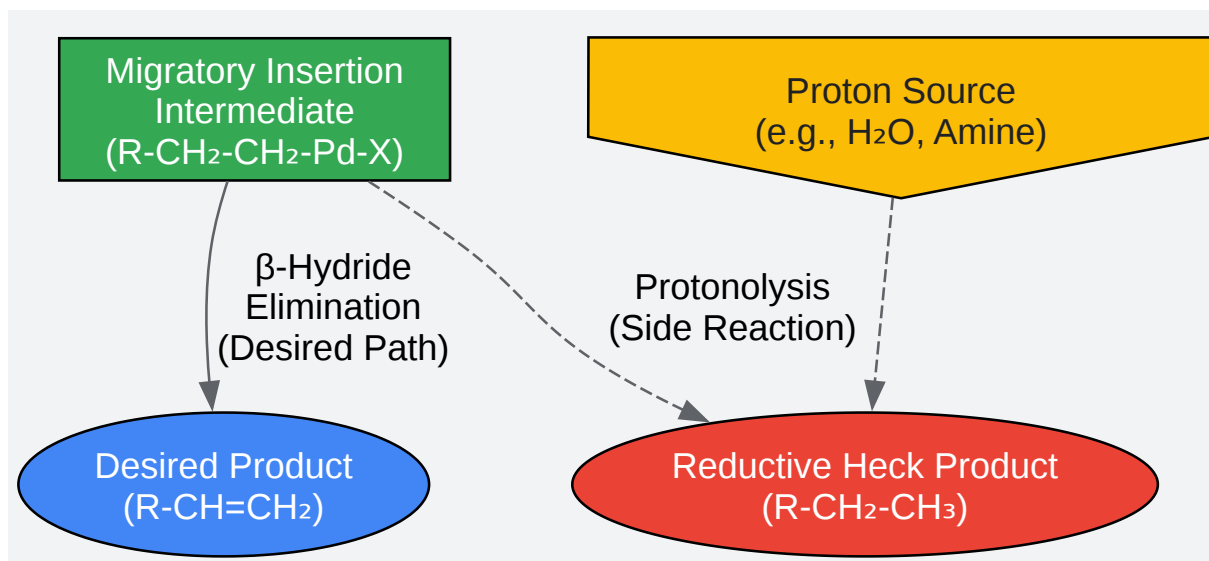 Migratory Insertion
Intermediate
(R-CH₂-CH₂-Pd-X)
Proton Source
(e.g., H₂O, Amine)
β-Hydride
Elimination
(Desired Path)
Protonolysis
(Side Reaction)
Desired Product
(R-CH=CH₂)
Reductive Heck Product
(R-CH₂-CH₃)